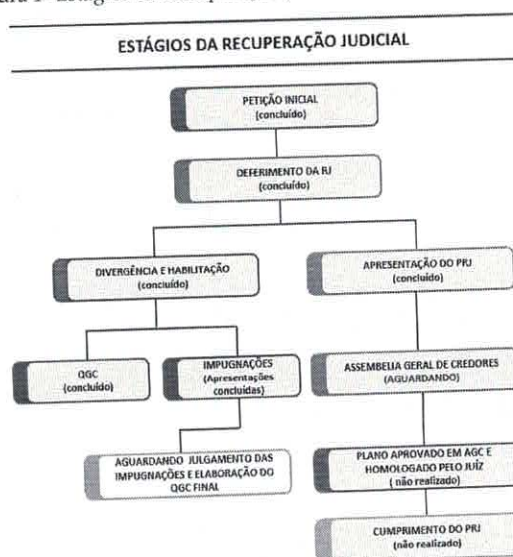 ESTÁGIOS DA RECUPERAÇÃO JUDICIAL
PETIÇÃO INICIAL
(concluído)
DEFERIMENTO DA RJ
(concluído)
DIVERGÊNCIA E HABILITAÇÃO
(concluído)
APRESENTAÇÃO DO PRJ
(concluído)
QGC
(concluído)
IMPUGNAÇÕES
(Apresentações
concluídas)
ASSEMBELIA GERAL DE CREDORES
(AGUARDANDO)
AGUARDANDO JULGAMENTO DAS
IMPUGNAÇÕES E ELABORAÇÃO DO
QGC FINAL
PLANO APROVADO EM AGC E
HOMOLOGADO PELO JUÍZ
( não realizado)
CUMPRIMENTO DO PRJ
(não realizado)